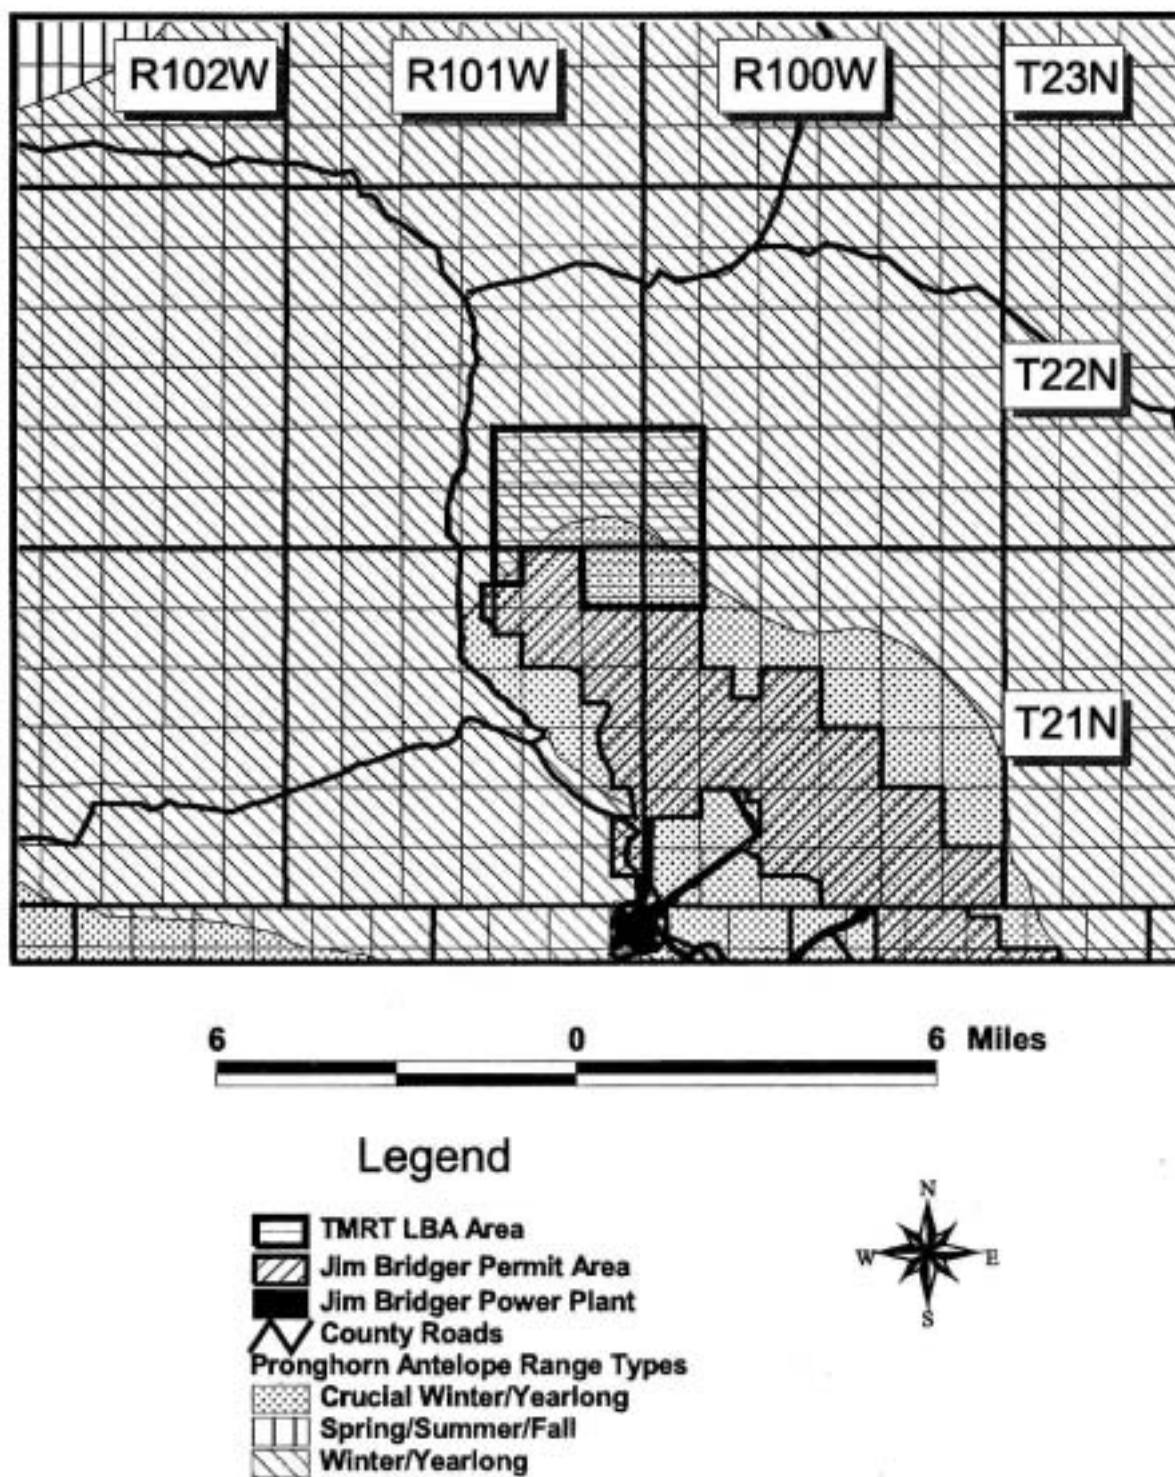 R102W R101W R100W T23N
T22N
T21N
6 0 6 Miles
Legend
N
TMRT LBA Area
W E
Jim Bridger Permit Area
Jim Bridger Power Plant
S
County Roads
Pronghorn Antelope Range Types
Crucial Winter/Yearlong
Spring/Summer/Fall
Winter/Yearlong